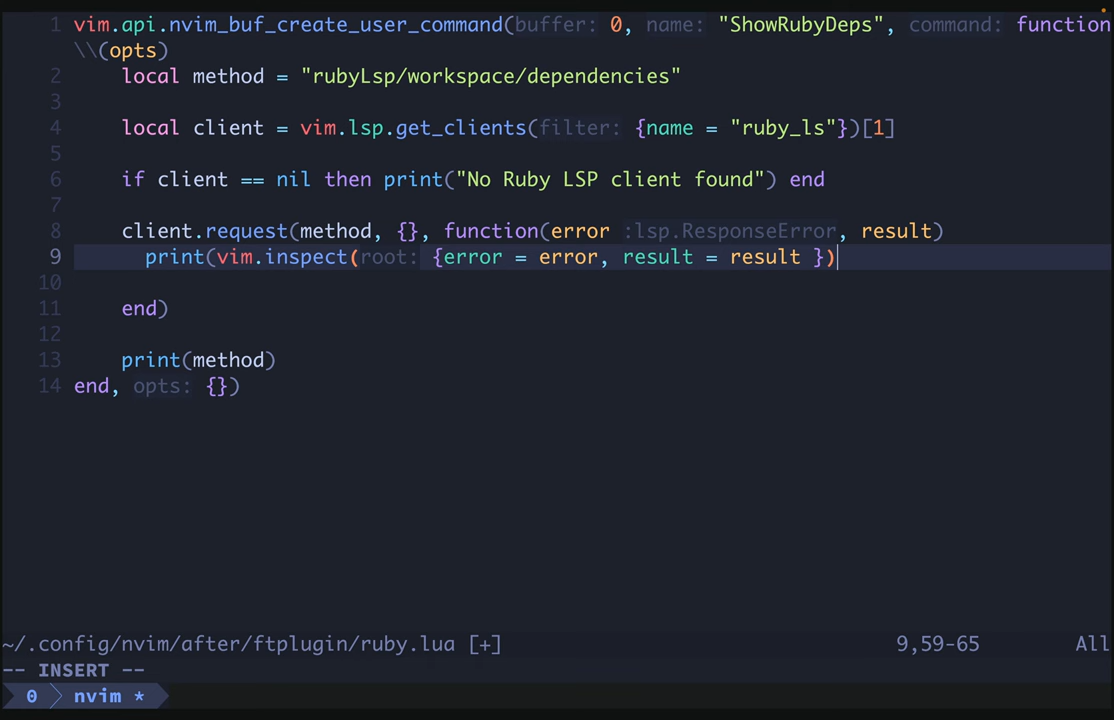 1 vim.api.nvim_buf_create_user_command(buffer: 0, name: "ShowRubyDeps", command: function
\\(opts)
2 local method = "rubyLsp/workspace/dependencies"
3
4 local client = vim.lsp.get_clients(filter: {name = "ruby_ls"})[1]
5
6 if client == nil then print("No Ruby LSP client found") end
7
8 client.request(method, {}, function(error :lsp.ResponseError, result)
9 print(vim.inspect(root: {error = error, result = result })
10
11 end)
12
13 print(method)
14 end, opts: {})
~/.config/nvim/after/ftplugin/ruby.lua [+] 9,59-65 All
-- INSERT --
0 nvim *